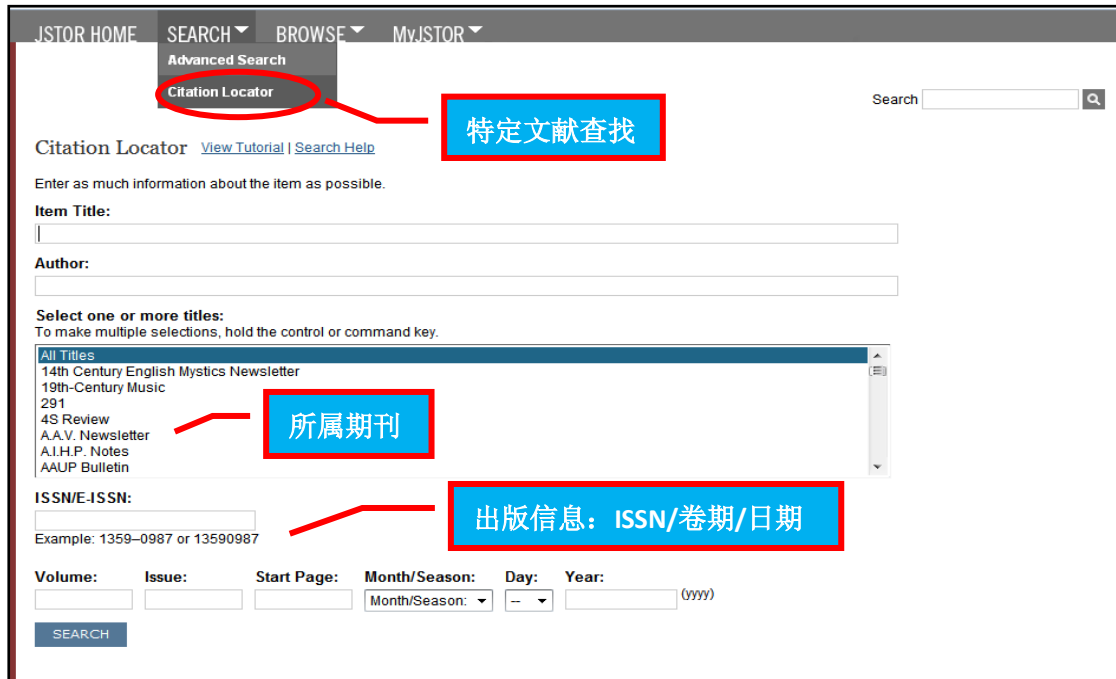 JSTOR HOME SEARCH BROWSE MyJSTOR
Advanced Search
Citation Locator
Search
特定文献查找
Citation Locator View Tutorial | Search Help
Enter as much information about the item as possible.
Item Title:
Author:
Select one or more titles:
To make multiple selections, hold the control or command key.
All Titles
14th Century English Mystics Newsletter
19th-Century Music
291
4S Review
A.A.V. Newsletter
A.I.H.P. Notes
AAUP Bulletin
所属期刊
ISSN/E-ISSN:
出版信息：ISSN/卷期/日期
Example: 1359–0987 or 13590987
Volume: Issue: Start Page: Month/Season: Day: Year:
Month/Season: -- (yyyy)
SEARCH